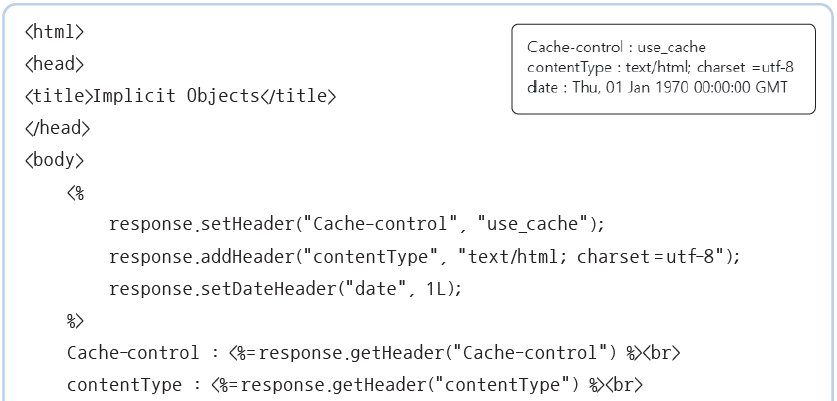 <html>
<head>
<title>Implicit Objects</title>
</head>
<body>
<%
response.setHeader("Cache-control", "use_cache");
response.addHeader("contentType", "text/html; charset=utf-8");
response.setDateHeader("date", 1L);
%>
Cache-control : <%=response.getHeader("Cache-control") %><br>
contentType : <%=response.getHeader("contentType") %><br>
Cache-control : use_cache
contentType : text/html; charset =utf-8
date : Thu, 01 Jan 1970 00:00:00 GMT